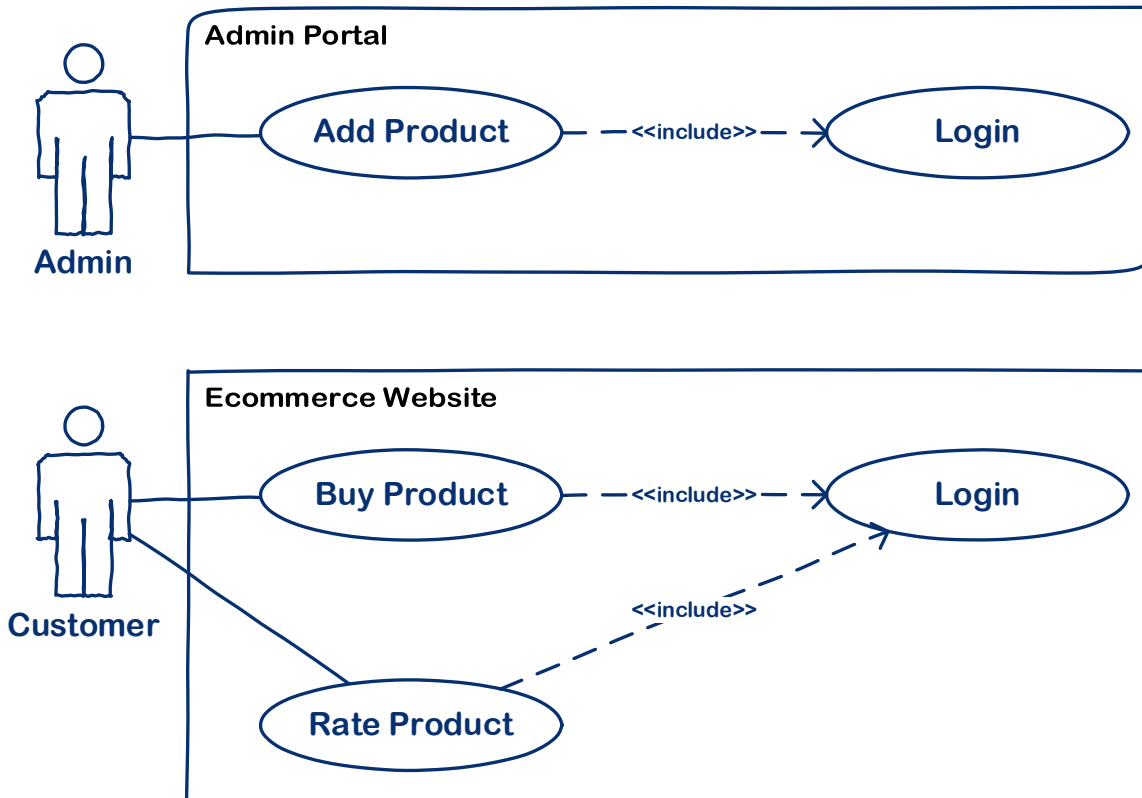 Admin Portal
Add Product
<<include>>
Login
Admin
Ecommerce Website
Buy Product
<<include>>
Login
<<include>>
Customer
Rate Product